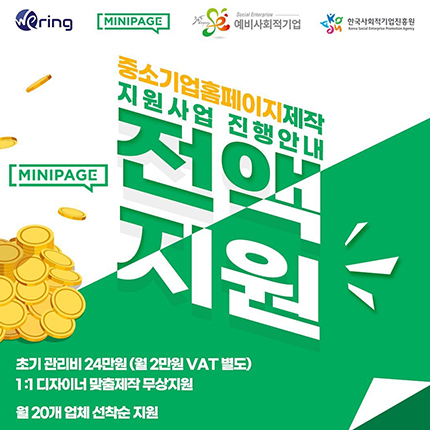 wering
MINIPAGE
Social Enterprise
예비사회적기업
한국사회적기업진흥원
Korea Social Enterprise Promotion Agency
중소기업홈페이지제작
지원사업 진행안내
전액
지원
MINIPAGE
초기 관리비 24만원 (월 2만원 VAT 별도)
1:1 디자이너 맞춤제작 무상지원
월 20개 업체 선착순 지원